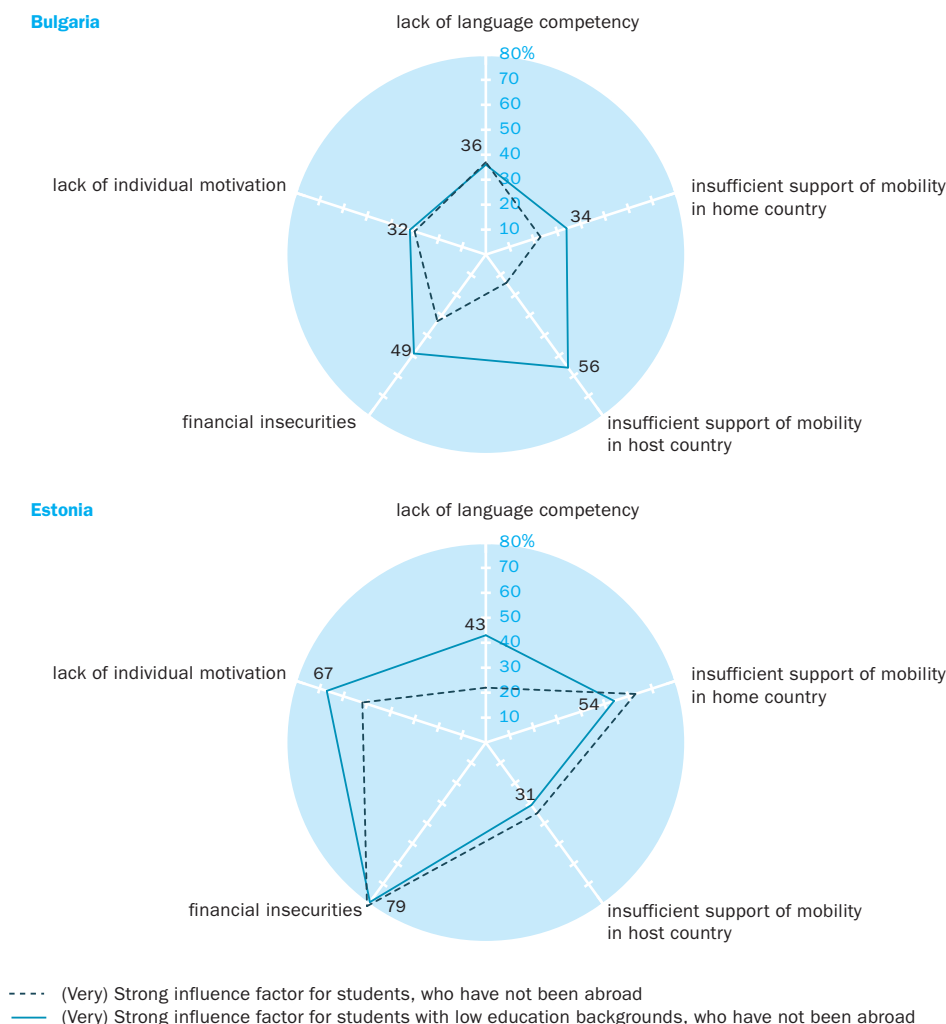 Bulgaria
lack of language competency
80%
70
60
50
40
30
20
10
36
lack of individual motivation
insufficient support of mobility
in home country
34
32
49
56
financial insecurities
insufficient support of mobility
in host country
Estonia
lack of language competency
80%
70
60
50
40
30
20
10
43
lack of individual motivation
67
insufficient support of mobility
in home country
54
31
financial insecurities
79
insufficient support of mobility
in host country
(Very) Strong influence factor for students, who have not been abroad
(Very) Strong influence factor for students with low education backgrounds, who have not been abroad